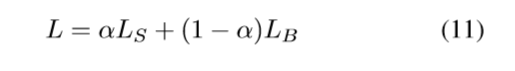 L = αL_S + (1 − α)L_B (11)